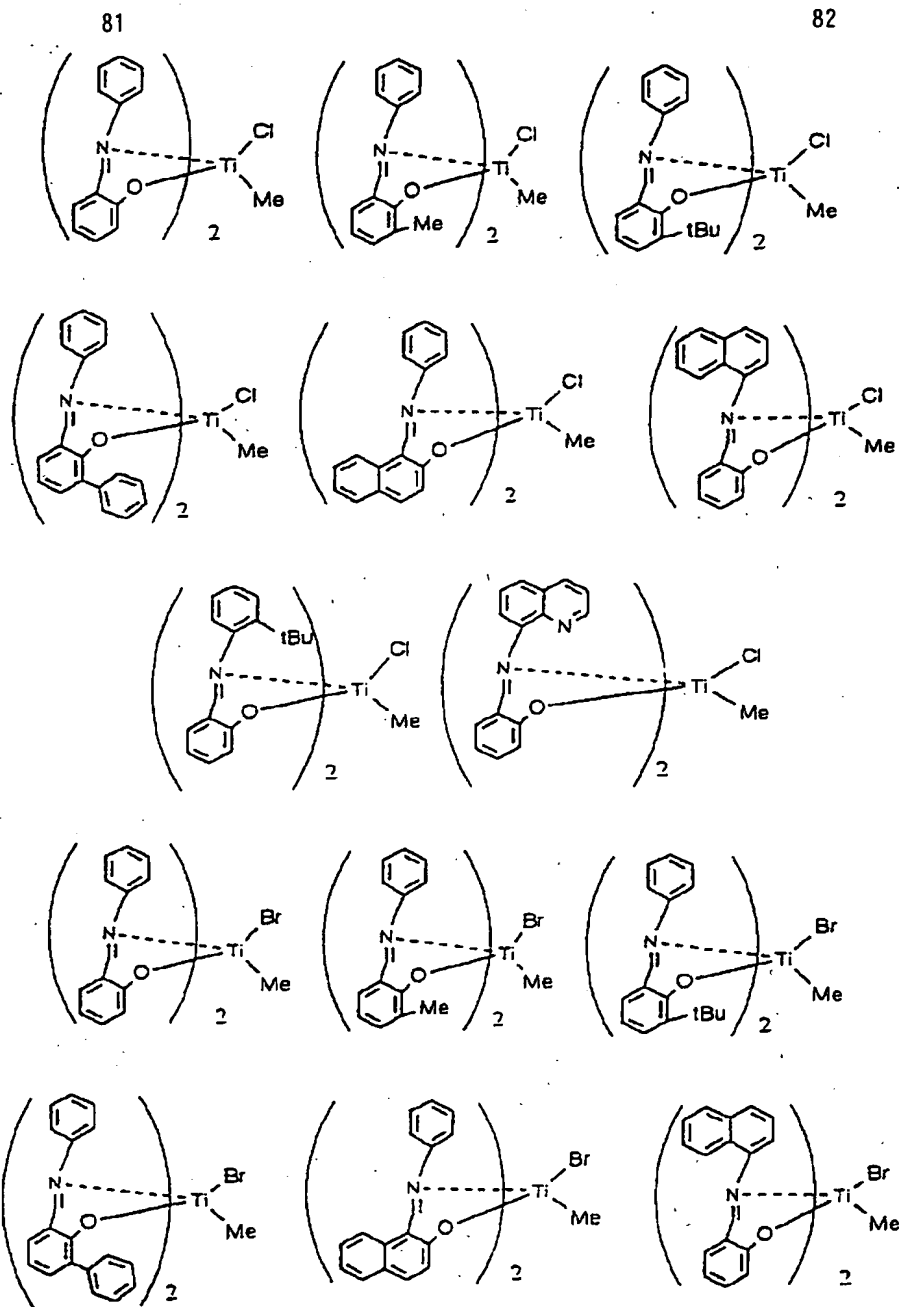 81 82
N O Ti Cl Me 2
N O Me Ti Cl Me 2
N O tBu Ti Cl Me 2
N O Ti Cl Me 2
N O Ti Cl Me 2
N O Ti Cl Me 2
tBu N O Ti Cl Me 2
N N O Ti Cl Me 2
N O Ti Br Me 2
N O Me Ti Br Me 2
N O tBu Ti Br Me 2
N O Ti Br Me 2
N O Ti Br Me 2
N O Ti Br Me 2